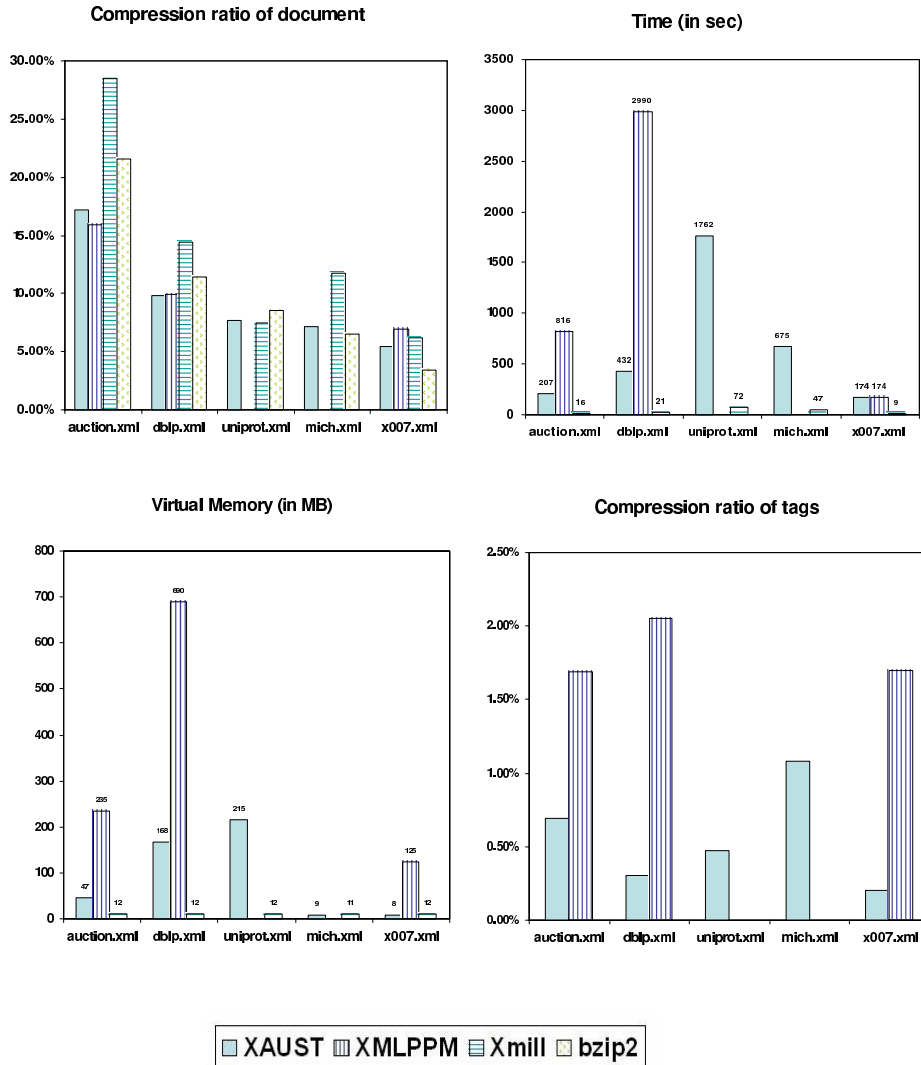 Compression ratio of document
30.00%
25.00%
20.00%
15.00%
10.00%
5.00%
0.00%
auction.xml dblp.xml uniprot.xml mich.xml x007.xml
Time (in sec)
3500
3000
2500
2000
1500
1000
500
0
207 816 16
432 2990 21
1762 72
675 47
174 174 9
auction.xml dblp.xml uniprot.xml mich.xml x007.xml
Virtual Memory (in MB)
800
700
600
500
400
300
200
100
0
47 235 12
168 690 12
215 12
9 11
8 125 12
auction.xml dblp.xml uniprot.xml mich.xml x007.xml
Compression ratio of tags
2.50%
2.00%
1.50%
1.00%
0.50%
0.00%
auction.xml dblp.xml uniprot.xml mich.xml x007.xml
XAUST XMLPPM Xmill bzip2